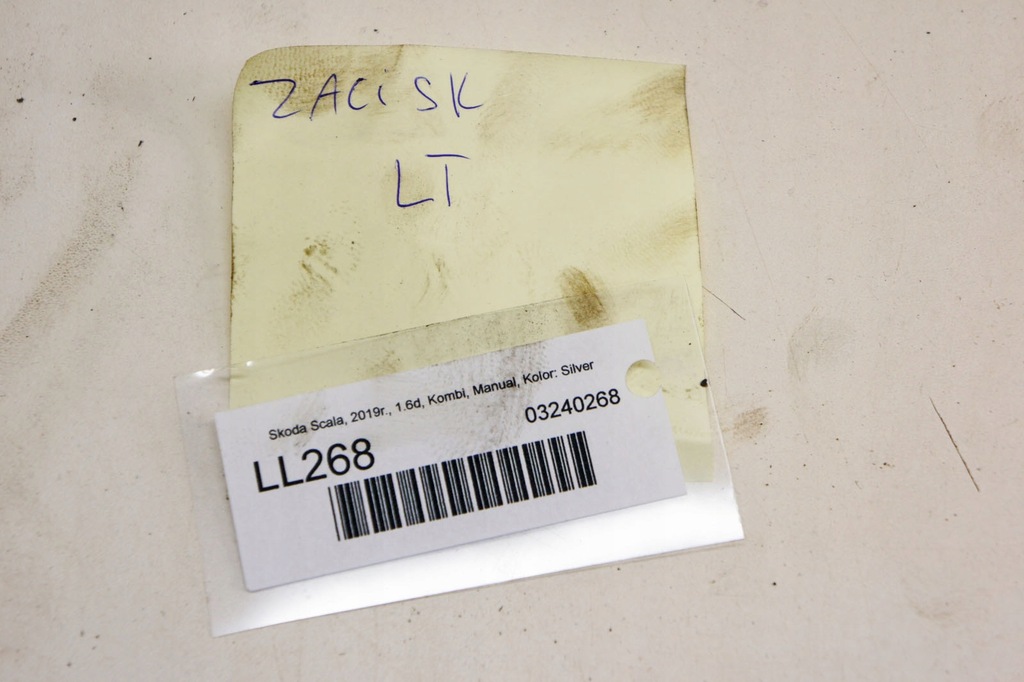 ZACiSK
LT
Skoda Scala, 2019r., 1.6d, Kombi, Manual, Kolor: Silver
03240268
LL268